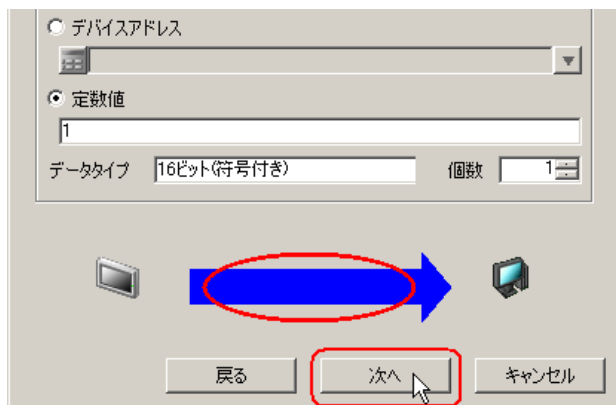 デバイスアドレス
定数値
1
データタイプ 16ビット(符号付き) 個数 1
戻る 次へ キャンセル